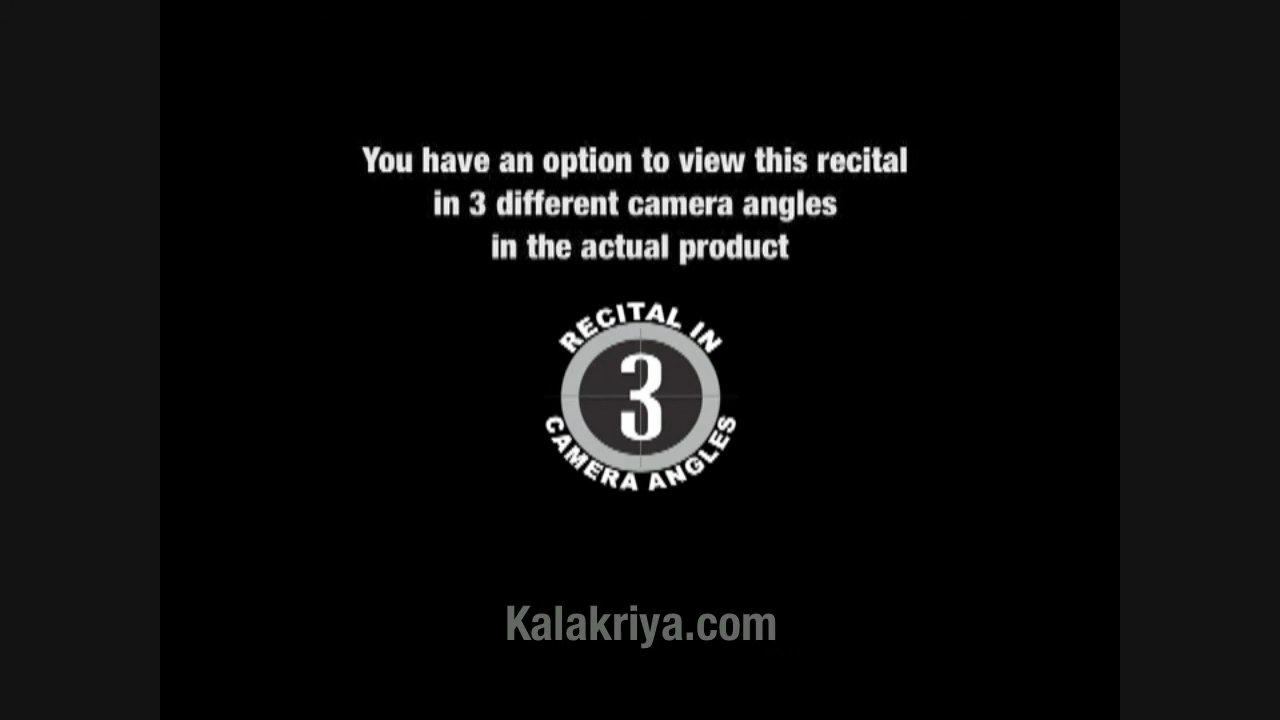 You have an option to view this recital
in 3 different camera angles
in the actual product
RECITAL IN
3
CAMERA ANGLES
Kalakriya.com